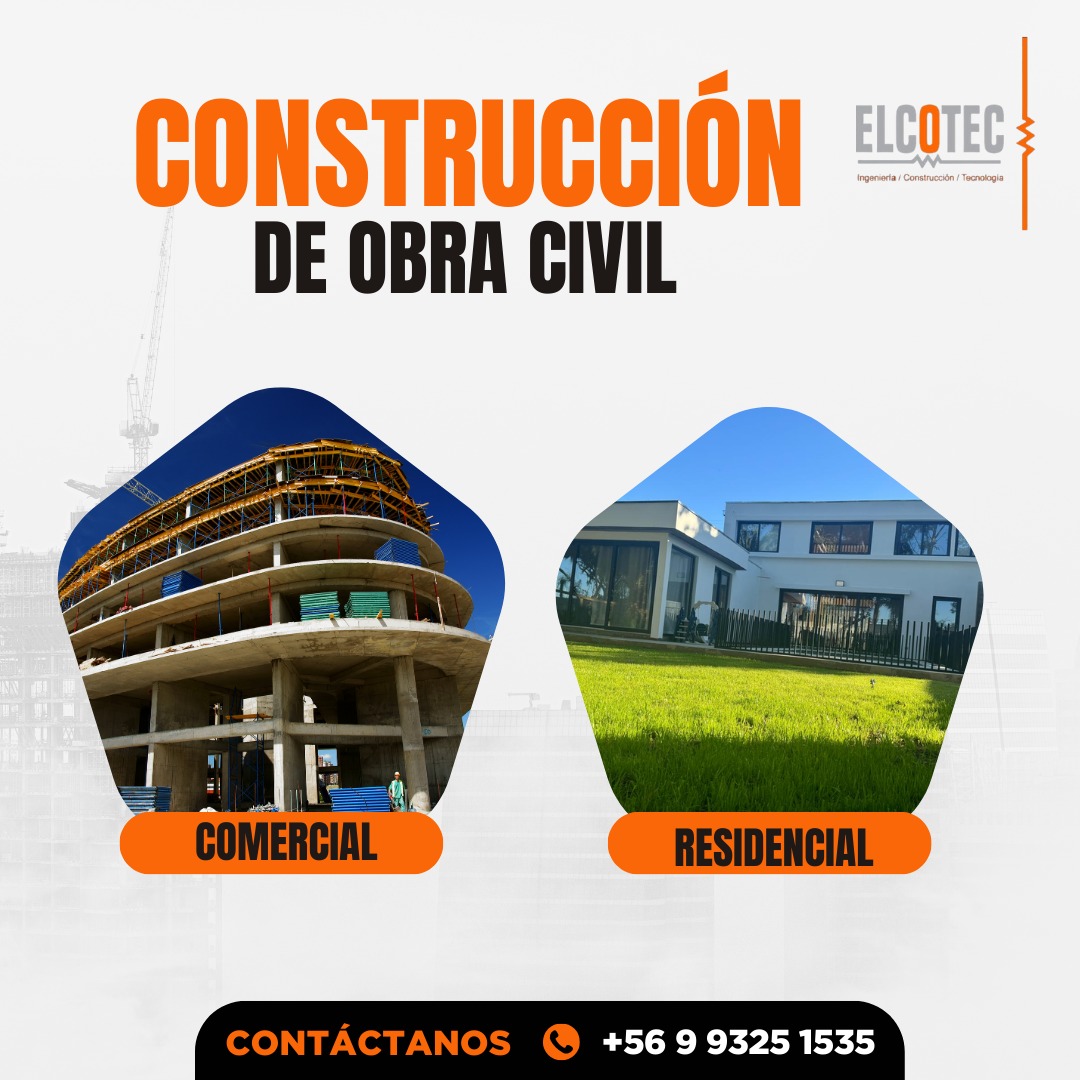 CONSTRUCCIÓN
DE OBRA CIVIL
ELCOTEC
Ingeniería / Construcción / Tecnología
COMERCIAL
RESIDENCIAL
CONTÁCTANOS +56 9 9325 1535